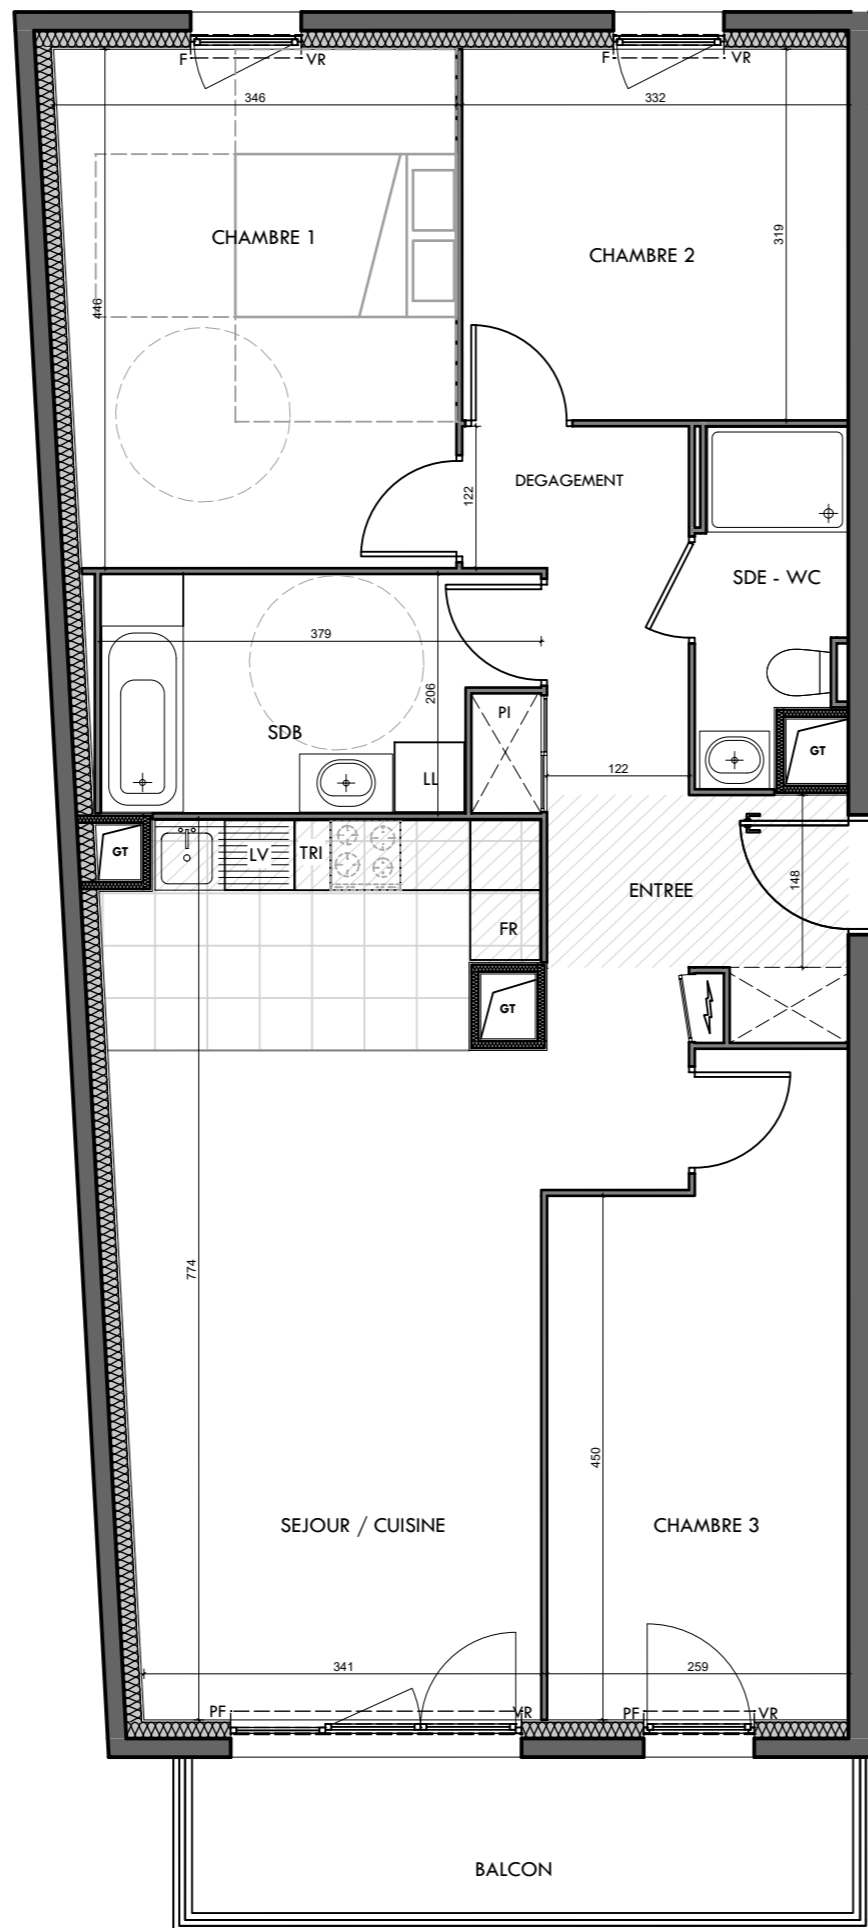 F VR F VR
346 332
CHAMBRE 1
CHAMBRE 2
319
446
122
DEGAGEMENT
SDE - WC
379
206
PI
SDB
GT
LL
122
GT
LV
TRI
ENTREE
148
FR
GT
774
450
SEJOUR / CUISINE
CHAMBRE 3
341 259
PF VR PF VR
BALCON